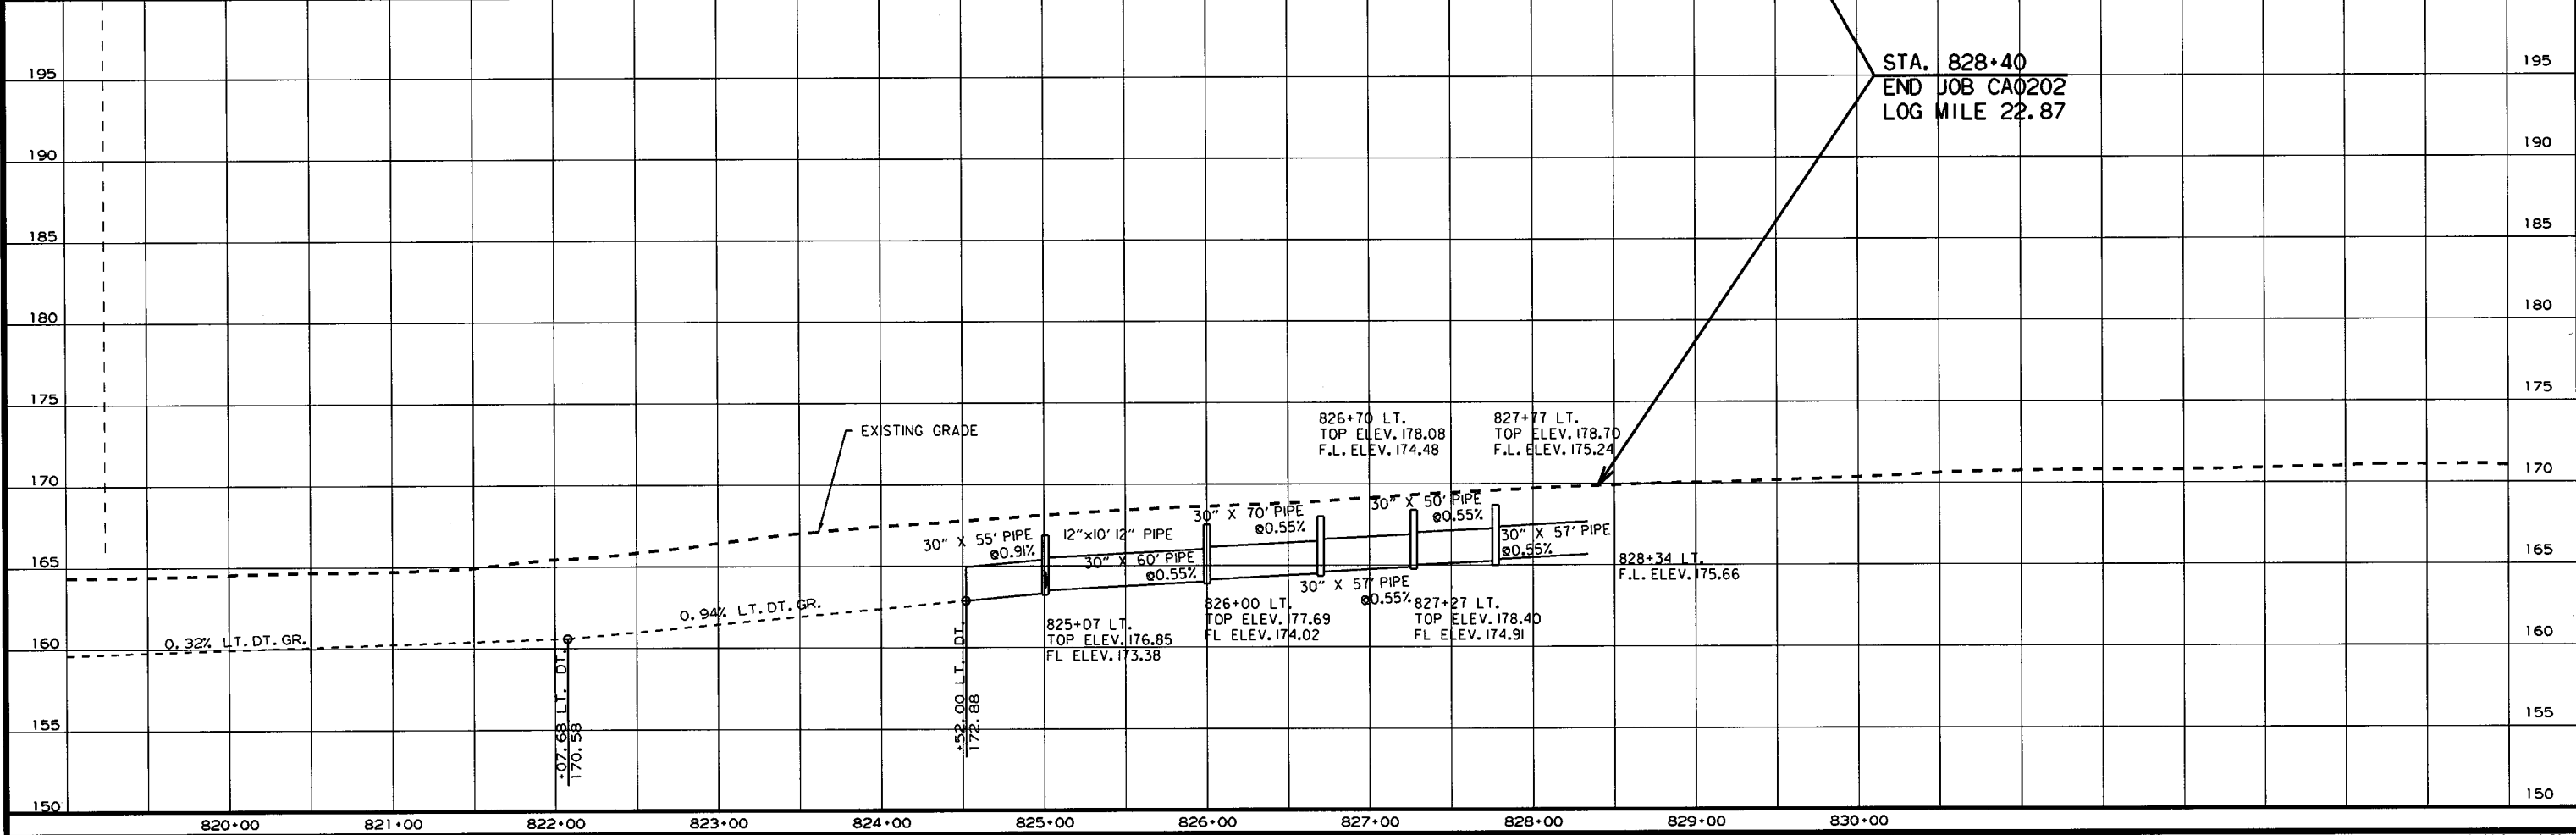 195
195
STA. 828+40
END JOB CA0202
LOG MILE 22.87
190
190
185
185
180
180
175
175
826+70 LT.
TOP ELEV. 178.08
F.L. ELEV. 174.48
827+77 LT.
TOP ELEV. 178.70
F.L. ELEV. 175.24
EXISTING GRADE
170
170
30" X 55' PIPE
@0.91%
12"x10' 12" PIPE
30" X 60' PIPE
@0.55%
30" X 70' PIPE
@0.55%
30" X 50' PIPE
@0.55%
30" X 57' PIPE
@0.55%
165
165
828+34 LT.
F.L. ELEV. 175.66
30" X 57' PIPE
@0.55%
0.32% LT. DT. GR.
0.94% LT. DT. GR.
825+07 LT.
TOP ELEV. 176.85
FL ELEV. 173.38
826+00 LT.
TOP ELEV. 177.69
FL ELEV. 174.02
827+27 LT.
TOP ELEV. 178.40
FL ELEV. 174.91
160
160
+07.68 LT. DT.
170.58
+52.00 LT. DT.
172.88
155
155
150
150
820+00 821+00 822+00 823+00 824+00 825+00 826+00 827+00 828+00 829+00 830+00